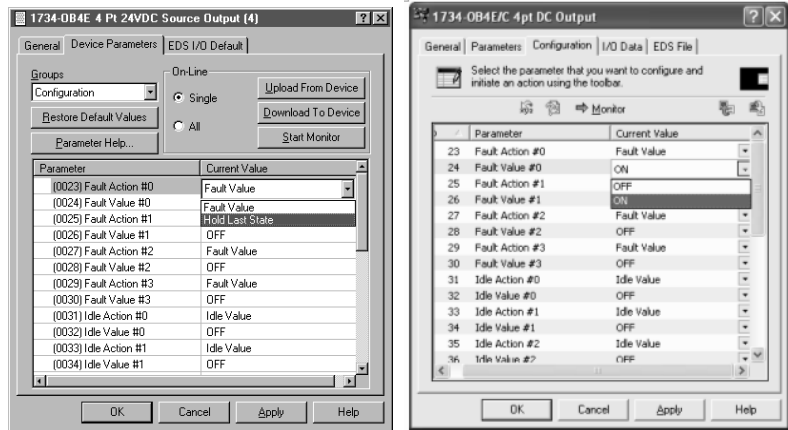 1734-OB4E 4 Pt 24VDC Source Output (4)
General Device Parameters EDS I/O Default
Groups
Configuration
Restore Default Values
Parameter Help...
On-Line
Single
All
Upload From Device
Download To Device
Start Monitor
Parameter Current Value
(0023) Fault Action #0 Fault Value
(0024) Fault Value #0 Fault Value
(0025) Fault Action #1 Hold Last State
(0026) Fault Value #1 OFF
(0027) Fault Action #2 Fault Value
(0028) Fault Value #2 OFF
(0029) Fault Action #3 Fault Value
(0030) Fault Value #3 OFF
(0031) Idle Action #0 Idle Value
(0032) Idle Value #0 OFF
(0033) Idle Action #1 Idle Value
(0034) Idle Value #1 OFF
OK Cancel Apply Help
1734-OB4E/C 4pt DC Output
General Parameters Configuration I/O Data EDS File
Select the parameter that you want to configure and
initiate an action using the toolbar.
Monitor
Parameter Current Value
23 Fault Action #0 Fault Value
24 Fault Value #0 ON
25 Fault Action #1 OFF
26 Fault Value #1 ON
27 Fault Action #2 Fault Value
28 Fault Value #2 OFF
29 Fault Action #3 Fault Value
30 Fault Value #3 OFF
31 Idle Action #0 Idle Value
32 Idle Value #0 OFF
33 Idle Action #1 Idle Value
34 Idle Value #1 OFF
35 Idle Action #2 Idle Value
36 Idle Value #2 OFF
OK Cancel Apply Help